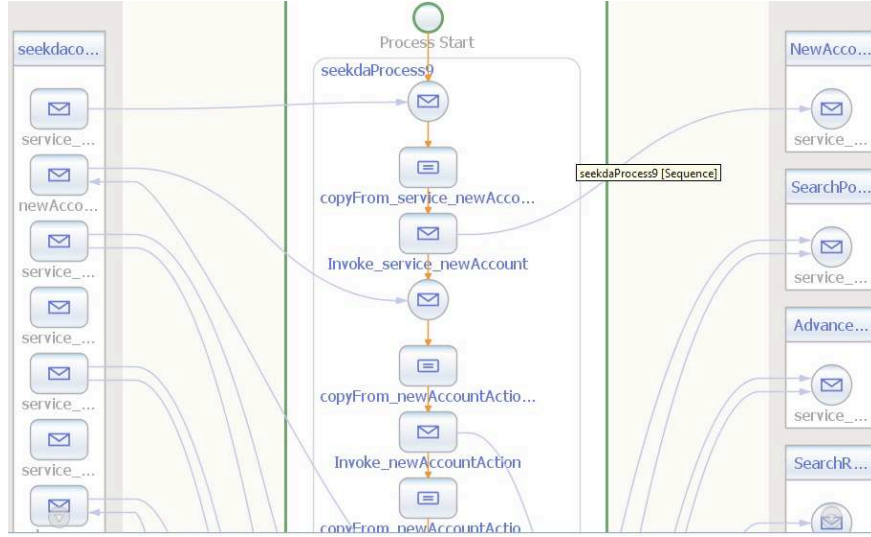 seekdaco...
service_...
newAcco...
service_...
service_...
service_...
service_...
Process Start
seekdaProcess9
copyFrom_service_newAcco...
Invoke_service_newAccount
copyFrom_newAccountActio...
Invoke_newAccountAction
copyFrom_newAccountActio
seekdaProcess9 [Sequence]
NewAcco...
service_...
SearchPo...
service_...
Advance...
service_...
SearchR...